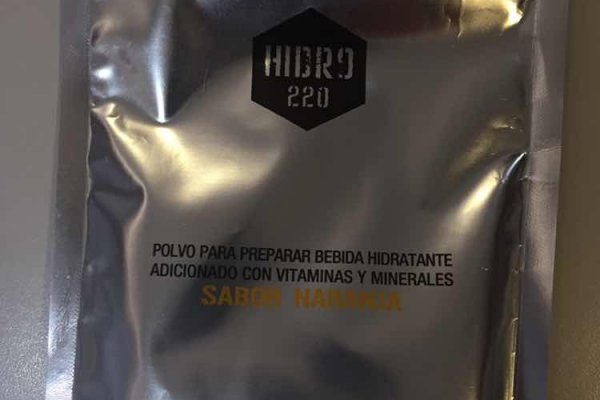 HIDRO
220
POLVO PARA PREPARAR BEBIDA HIDRATANTE
ADICIONADO CON VITAMINAS Y MINERALES
SABOR NARANJA